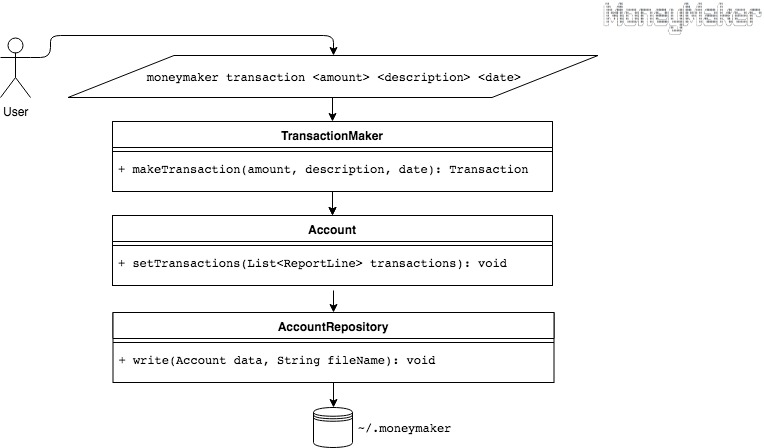 MoneyMaker
moneymaker transaction <amount> <description> <date>
User
TransactionMaker
+ makeTransaction(amount, description, date): Transaction
Account
+ setTransactions(List<ReportLine> transactions): void
AccountRepository
+ write(Account data, String fileName): void
~/.moneymaker